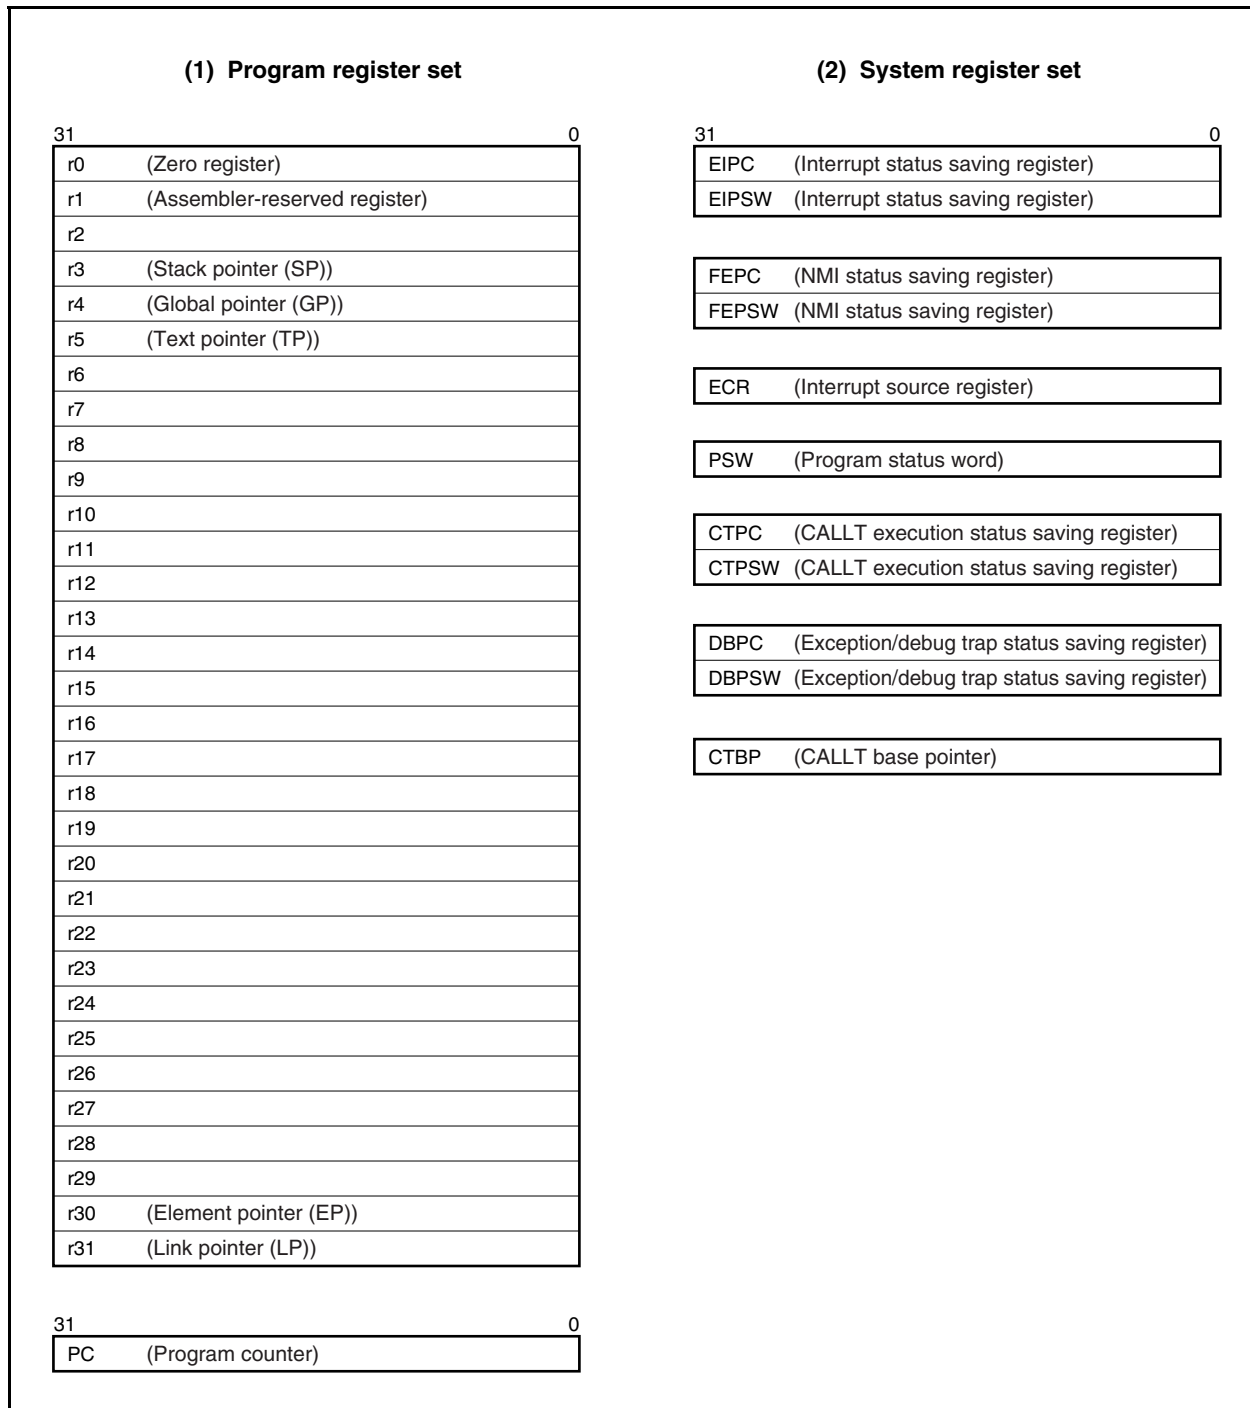 (1) Program register set
31 0
r0 (Zero register)
r1 (Assembler-reserved register)
r2
r3 (Stack pointer (SP))
r4 (Global pointer (GP))
r5 (Text pointer (TP))
r6
r7
r8
r9
r10
r11
r12
r13
r14
r15
r16
r17
r18
r19
r20
r21
r22
r23
r24
r25
r26
r27
r28
r29
r30 (Element pointer (EP))
r31 (Link pointer (LP))
31 0
PC (Program counter)
(2) System register set
31 0
EIPC (Interrupt status saving register)
EIPSW (Interrupt status saving register)
FEPC (NMI status saving register)
FEPSW (NMI status saving register)
ECR (Interrupt source register)
PSW (Program status word)
CTPC (CALLT execution status saving register)
CTPSW (CALLT execution status saving register)
DBPC (Exception/debug trap status saving register)
DBPSW (Exception/debug trap status saving register)
CTBP (CALLT base pointer)